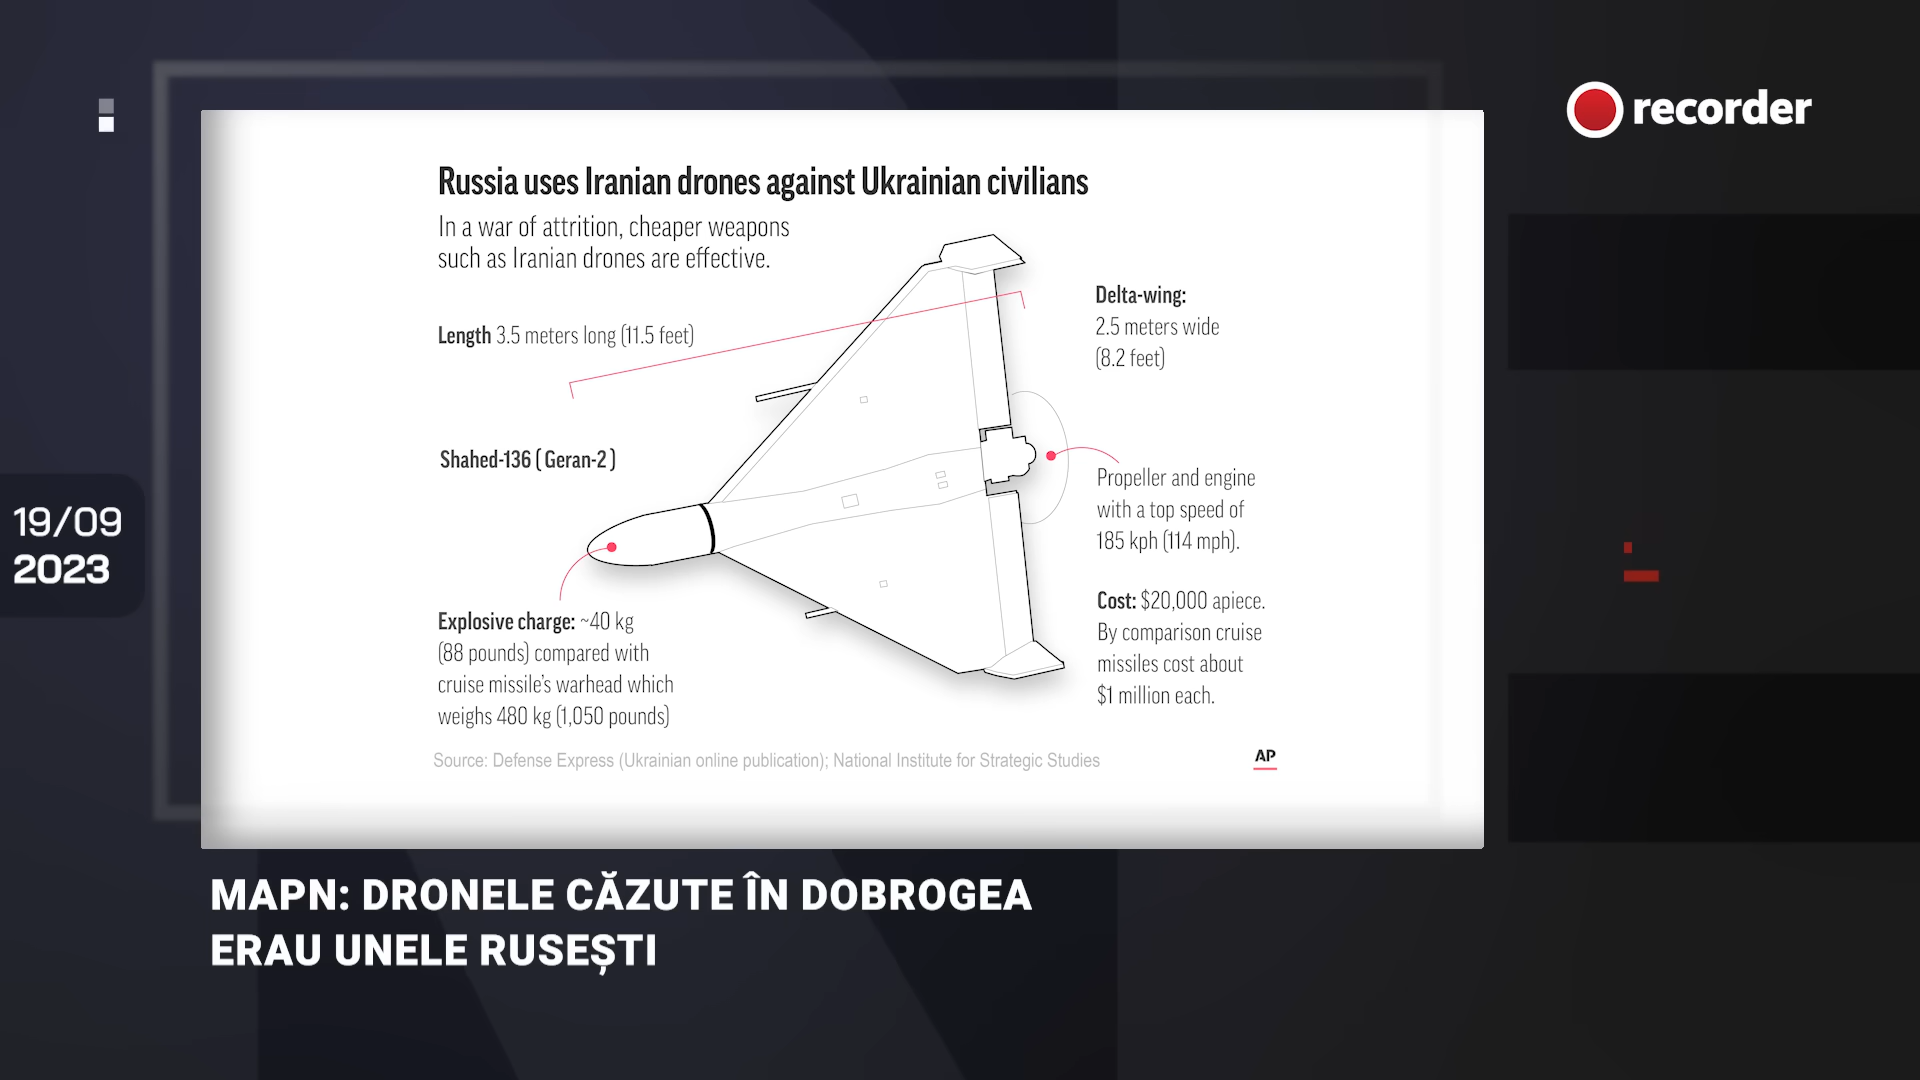 recorder
Russia uses Iranian drones against Ukrainian civilians
In a war of attrition, cheaper weapons
such as Iranian drones are effective.
Length 3.5 meters long (11.5 feet)
Delta-wing:
2.5 meters wide
(8.2 feet)
Shahed-136 ( Geran-2 )
Propeller and engine
with a top speed of
185 kph (114 mph).
Explosive charge: ~40 kg
(88 pounds) compared with
cruise missile's warhead which
weighs 480 kg (1,050 pounds)
Cost: $20,000 apiece.
By comparison cruise
missiles cost about
$1 million each.
Source: Defense Express (Ukrainian online publication); National Institute for Strategic Studies
AP
19/09
2023
MAPN: DRONELE CĂZUTE ÎN DOBROGEA
ERAU UNELE RUSEȘTI